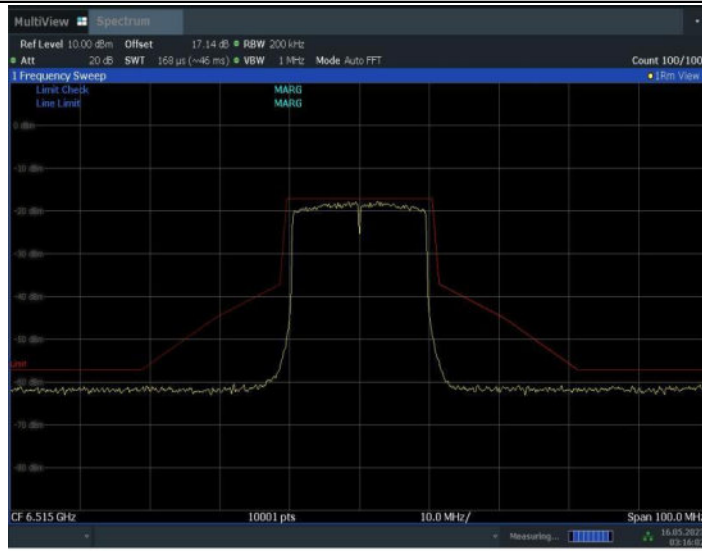 MultiView Spectrum
Ref Level 10.00 dBm Offset 17.14 dB RBW 200 kHz
Att 20 dB SWT 168 µs (~46 ms) VBW 1 MHz Mode Auto FFT Count 100/100
1 Frequency Sweep 1Rm View
Limit Check MARG
Line Limit MARG
0 dBm
-10 dBm
-20 dBm
-30 dBm
-40 dBm
-50 dBm
-60 dBm
-70 dBm
-80 dBm
CF 6.515 GHz 10001 pts 10.0 MHz/ Span 100.0 MHz
Measuring... 16.05.2023